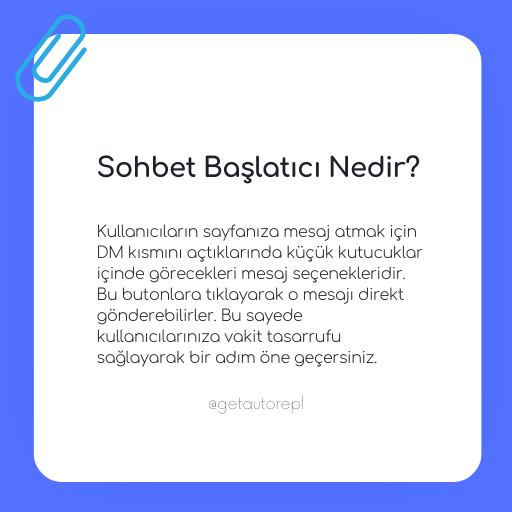 Sohbet Başlatıcı Nedir?
Kullanıcıların sayfanıza mesaj atmak için
DM kısmını açtıklarında küçük kutucuklar
içinde görecekleri mesaj seçenekleridir.
Bu butonlara tıklayarak o mesajı direkt
gönderebilirler. Bu sayede
kullanıcılarınıza vakit tasarrufu
sağlayarak bir adım öne geçersiniz.
@getautorepl